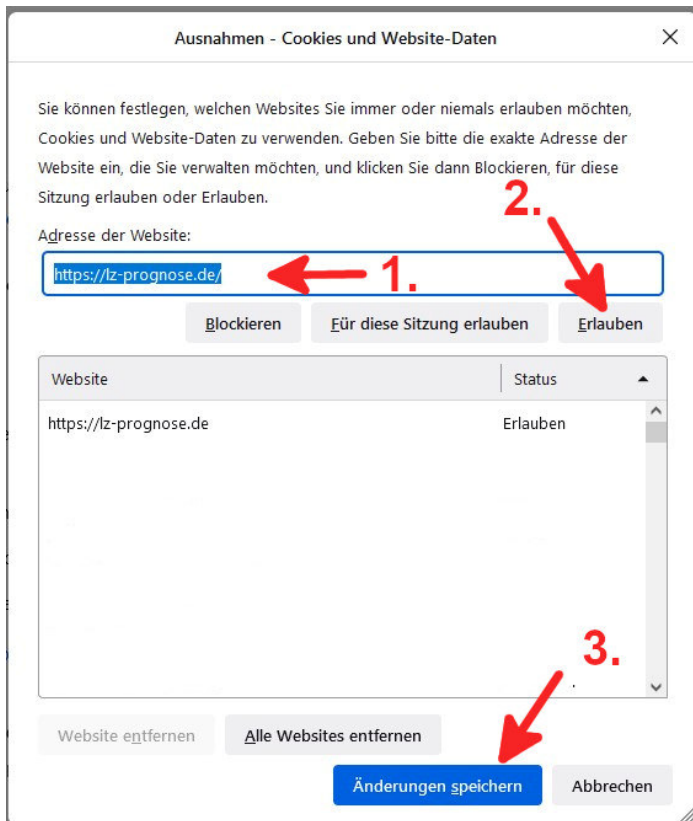 Ausnahmen - Cookies und Website-Daten
Sie können festlegen, welchen Websites Sie immer oder niemals erlauben möchten,
Cookies und Website-Daten zu verwenden. Geben Sie bitte die exakte Adresse der
Website ein, die Sie verwalten möchten, und klicken Sie dann Blockieren, für diese
Sitzung erlauben oder Erlauben.
2.
Adresse der Website:
https://lz-prognose.de/
1.
Blockieren Für diese Sitzung erlauben Erlauben
Website Status
https://lz-prognose.de Erlauben
3.
Website entfernen Alle Websites entfernen
Änderungen speichern Abbrechen